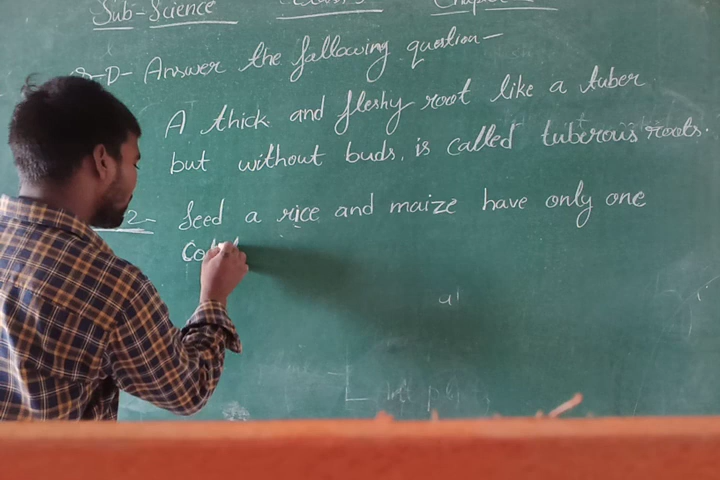 Sub-Science
D- Answer the following question-
A thick and fleshy root like a tuber
but without buds, is called tuberous roots.
2- Seed a rice and maize have only one